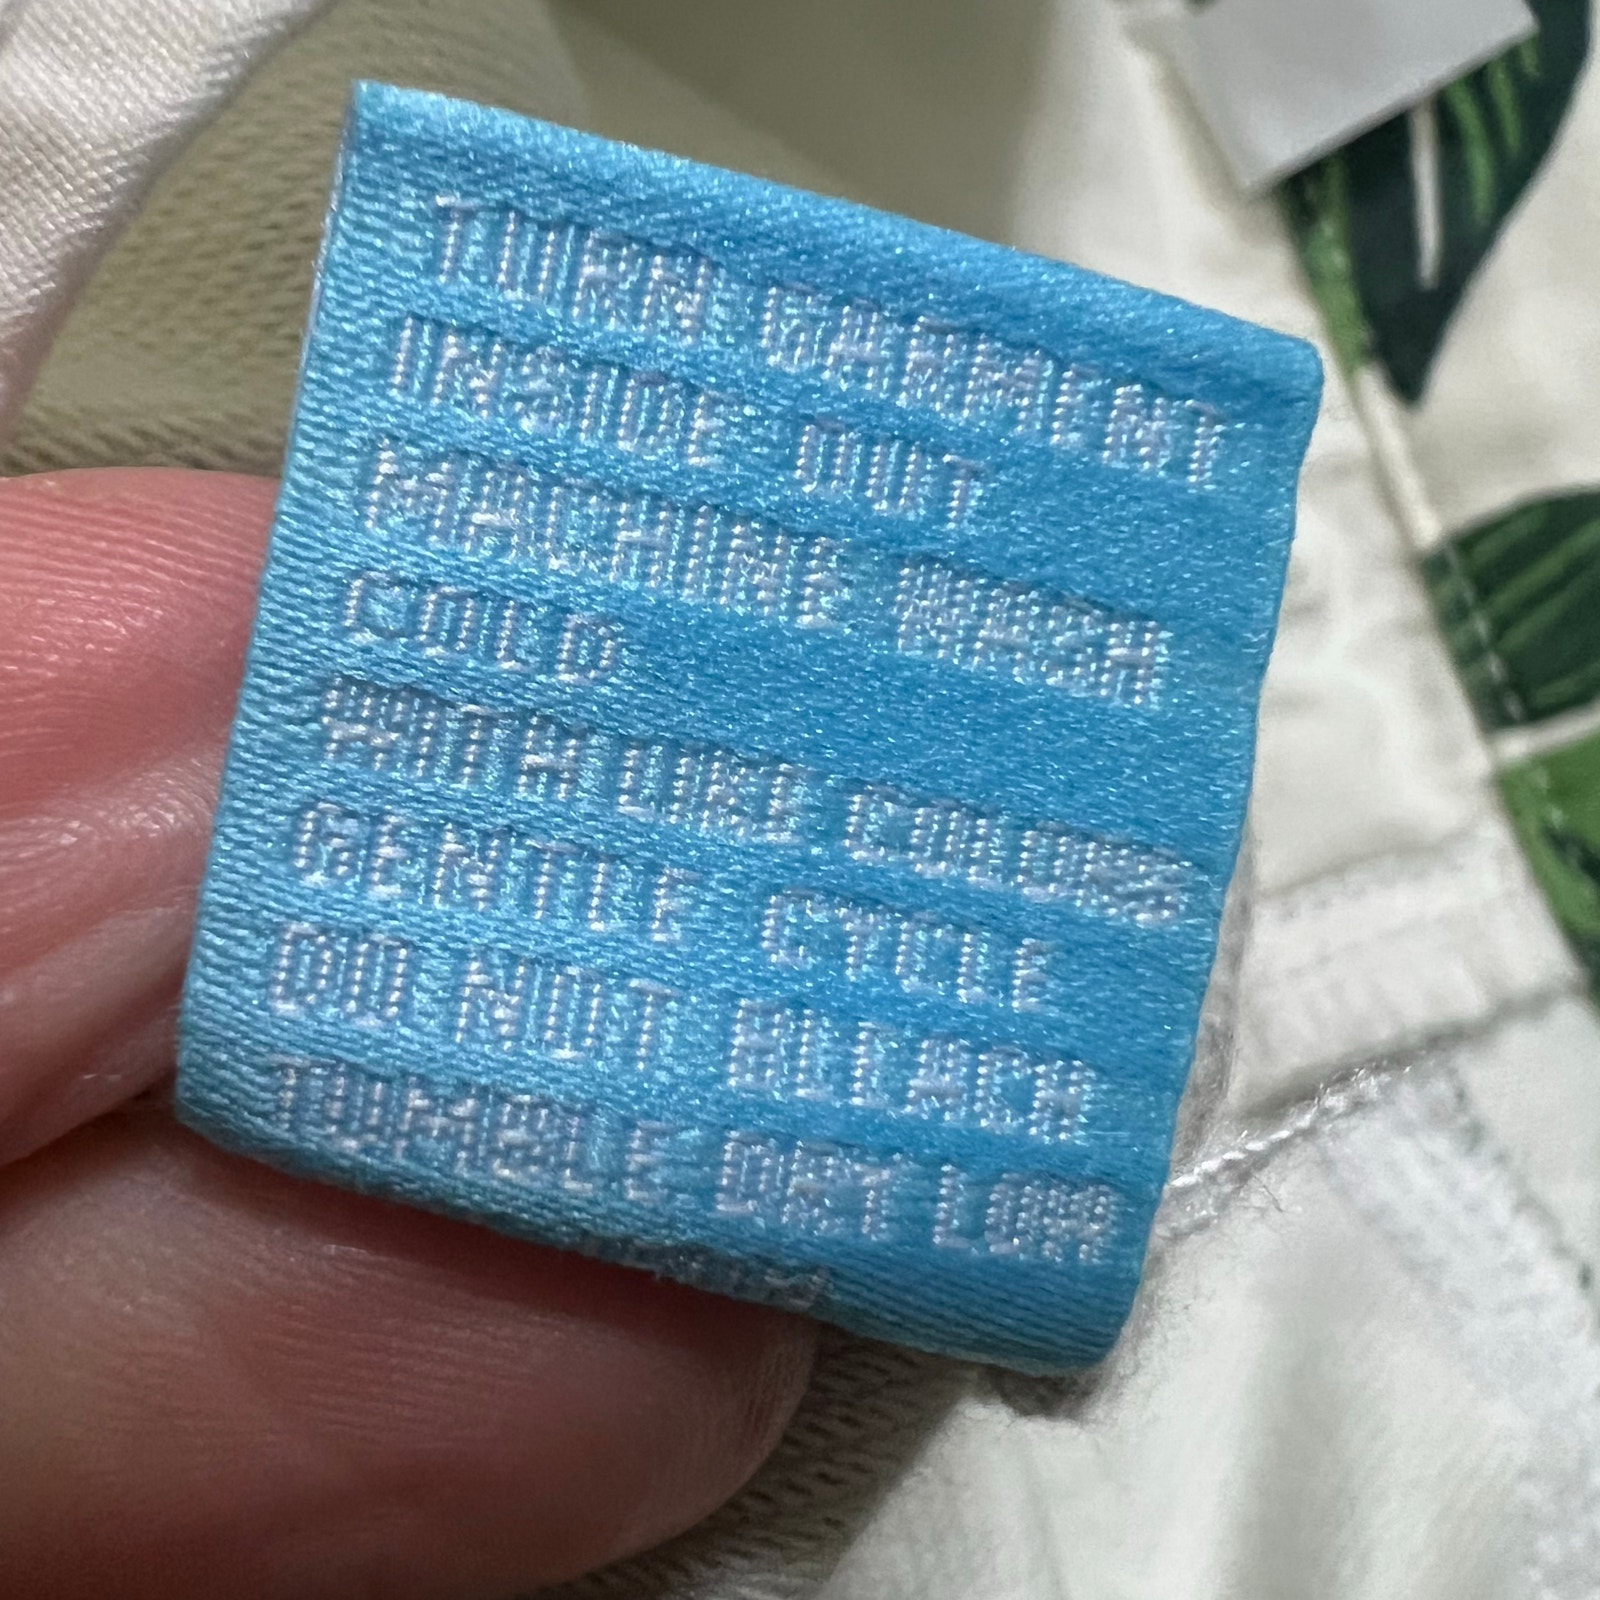 TURN GARMENT
INSIDE OUT
MACHINE WASH
COLD
WITH LIKE COLORS
GENTLE CYCLE
DO NOT BLEACH
TUMBLE DRY LOW